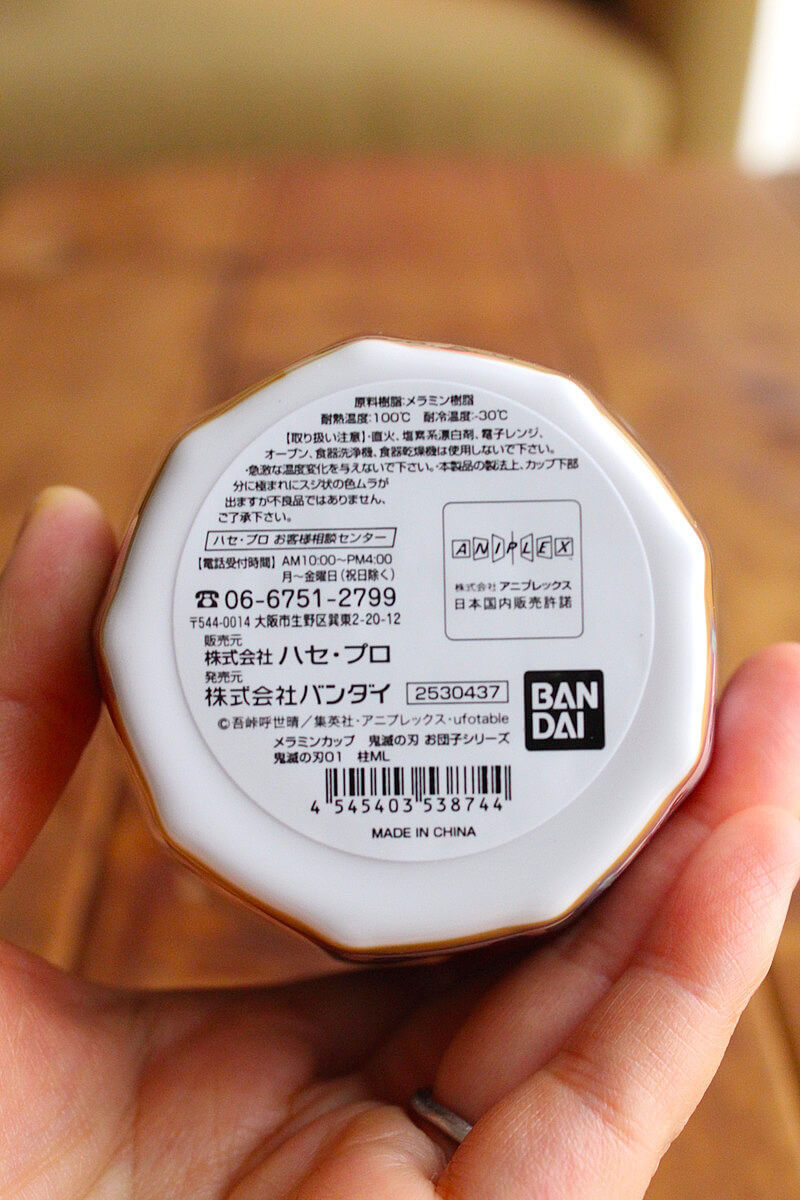 原料樹脂:メラミン樹脂
耐熱温度:100℃ 耐冷温度:-30℃
【取り扱い注意】・直火、塩素系漂白剤、電子レンジ、
オーブン、食器洗浄機、食器乾燥機は使用しないで下さい。
・急激な温度変化を与えないで下さい。・本製品の製法上、カップ下部
分に極まれにスジ状の色ムラが
出ますが不良品ではありません、
ご了承下さい。
ハセ・プロ お客様相談センター
【電話受付時間】 AM10:00〜PM4:00
月〜金曜日(祝日除く)
☎06-6751-2799
〒544-0014 大阪市生野区巽東2-20-12
販売元
株式会社 ハセ・プロ
発売元
株式会社バンダイ 2530437
©吾峠呼世晴/集英社・アニプレックス・ufotable
メラミンカップ 鬼滅の刃 お団子シリーズ
鬼滅の刃01 柱ML
4 545403 538744
MADE IN CHINA
ANIPLEX
株式会社 アニプレックス
日本国内販売許諾
BAN
DAI